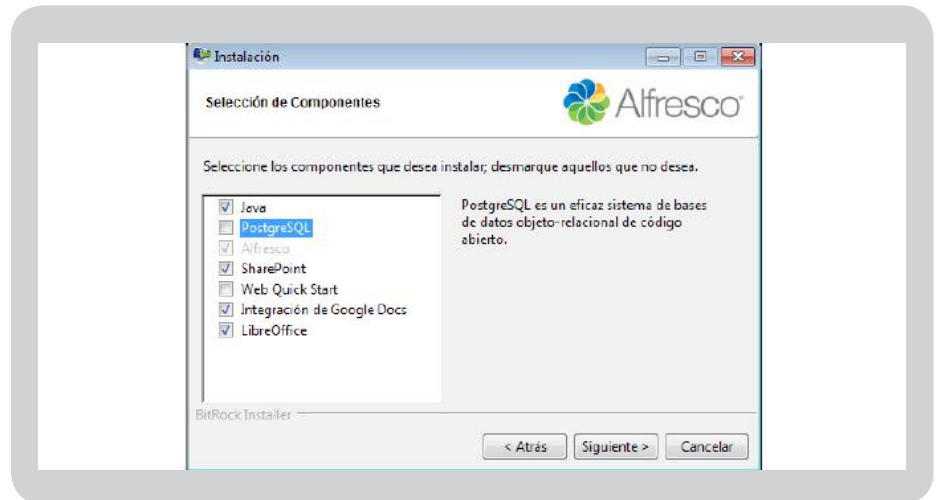 Instalación
Selección de Componentes
Alfresco
Seleccione los componentes que desea instalar; desmarque aquellos que no desea.
Java
PostgreSQL
Alfresco
SharePoint
Web Quick Start
Integración de Google Docs
LibreOffice
PostgreSQL es un eficaz sistema de bases
de datos objeto-relacional de código
abierto.
BitRock Installer
< Atrás
Siguiente >
Cancelar